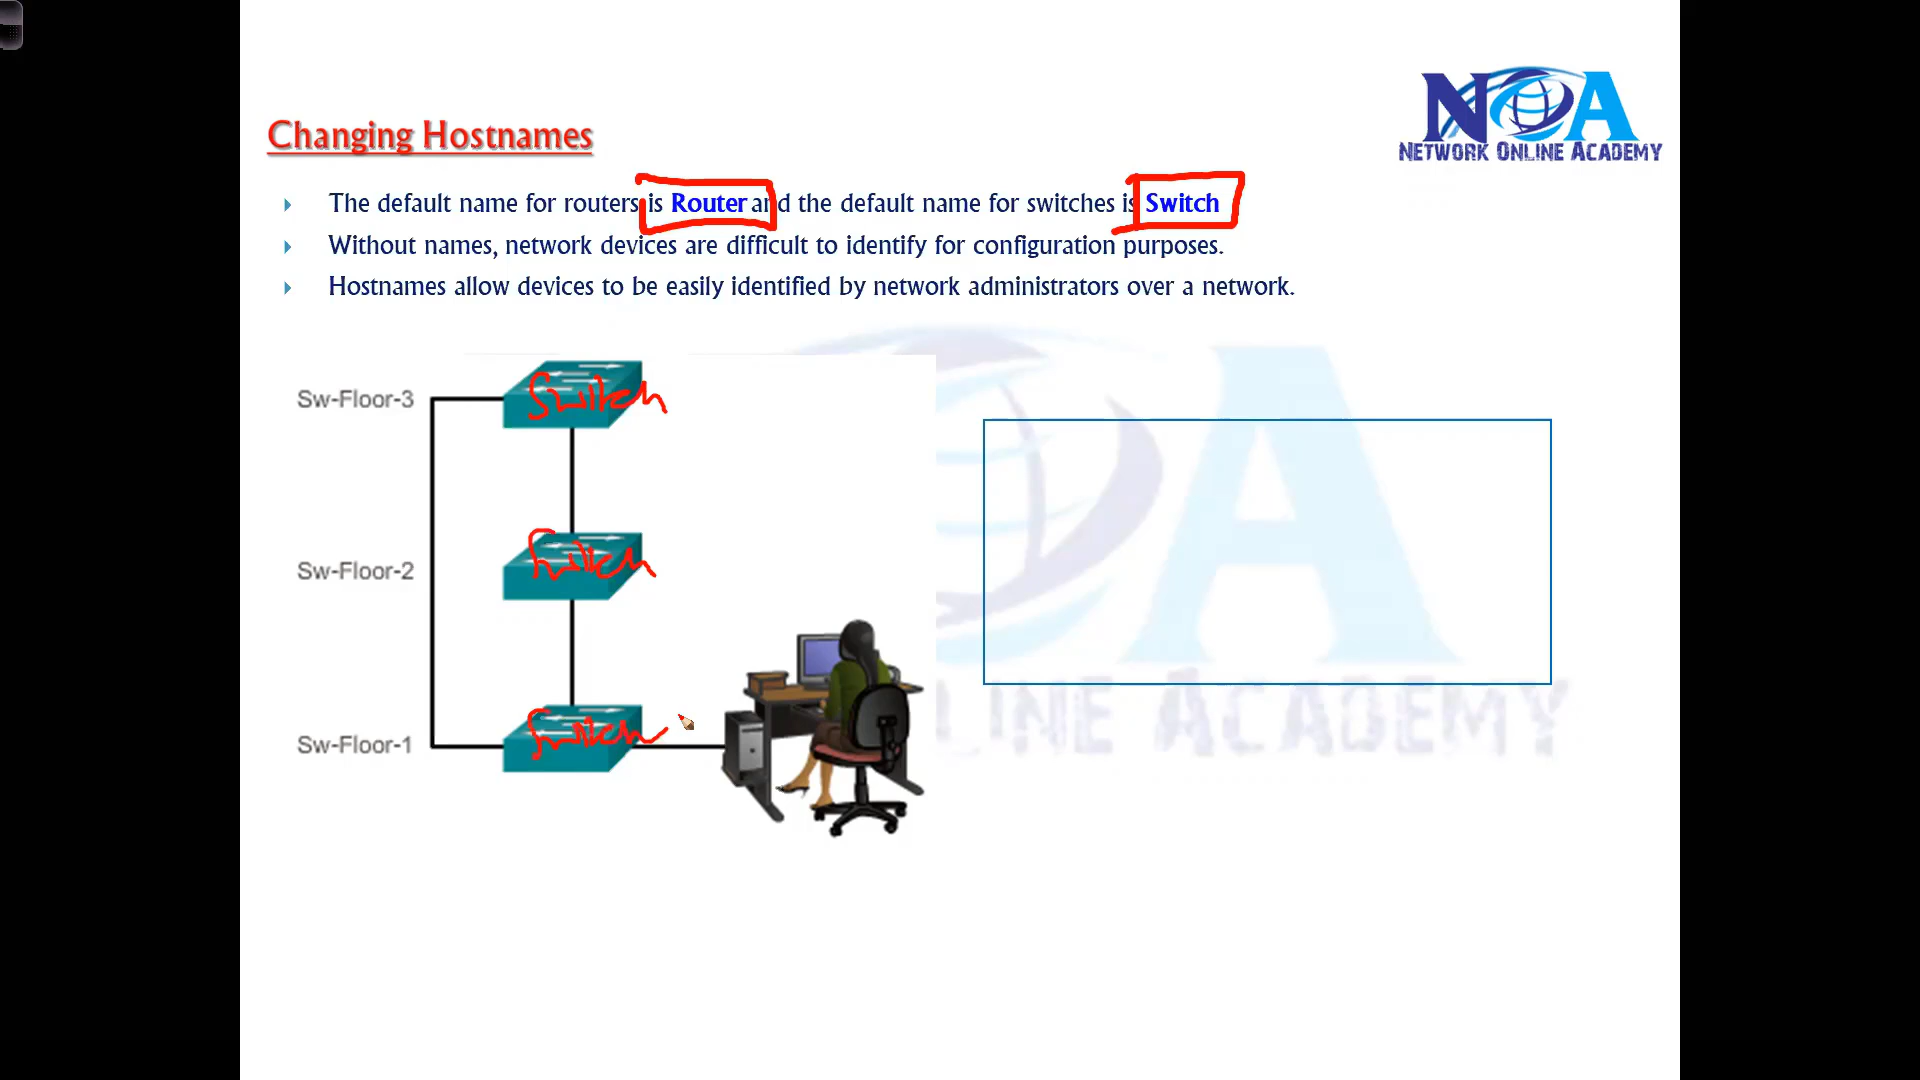 NOA
NETWORK ONLINE ACADEMY
Changing Hostnames
The default name for routers is Router and the default name for switches is Switch
Without names, network devices are difficult to identify for configuration purposes.
Hostnames allow devices to be easily identified by network administrators over a network.
Sw-Floor-3
Switch
Sw-Floor-2
Switch
Sw-Floor-1
Switch
A
LINE ACADEMY